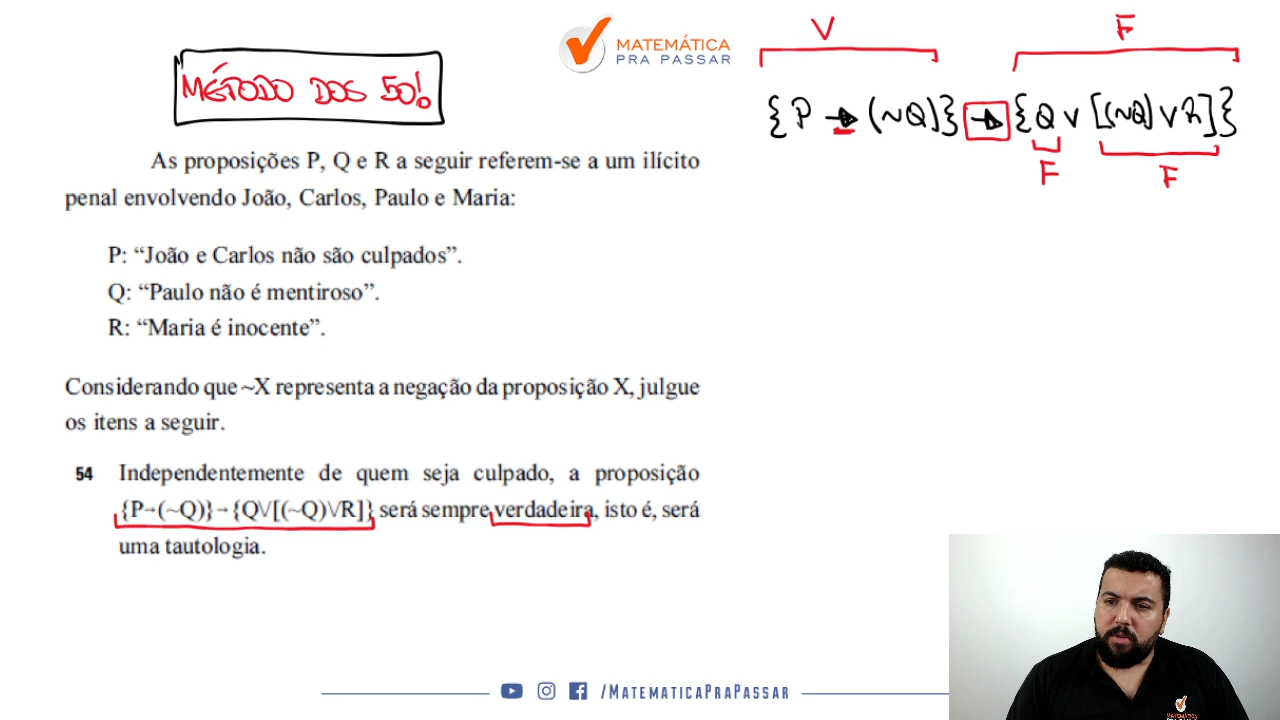 MATEMÁTICA
PRA PASSAR
MÉTODO DOS 50!
V
F
{P → (~Q)} → {Q ∨ [(~Q) ∨ R]}
F
F
As proposições P, Q e R a seguir referem-se a um ilícito
penal envolvendo João, Carlos, Paulo e Maria:
P: “João e Carlos não são culpados”.
Q: “Paulo não é mentiroso”.
R: “Maria é inocente”.
Considerando que ~X representa a negação da proposição X, julgue
os itens a seguir.
54 Independentemente de quem seja culpado, a proposição
{P→(~Q)}→{Q∨[(~Q)∨R]} será sempre verdadeira, isto é, será
uma tautologia.
/MATEMATICAPRAPASSAR
MATEMÁTICA